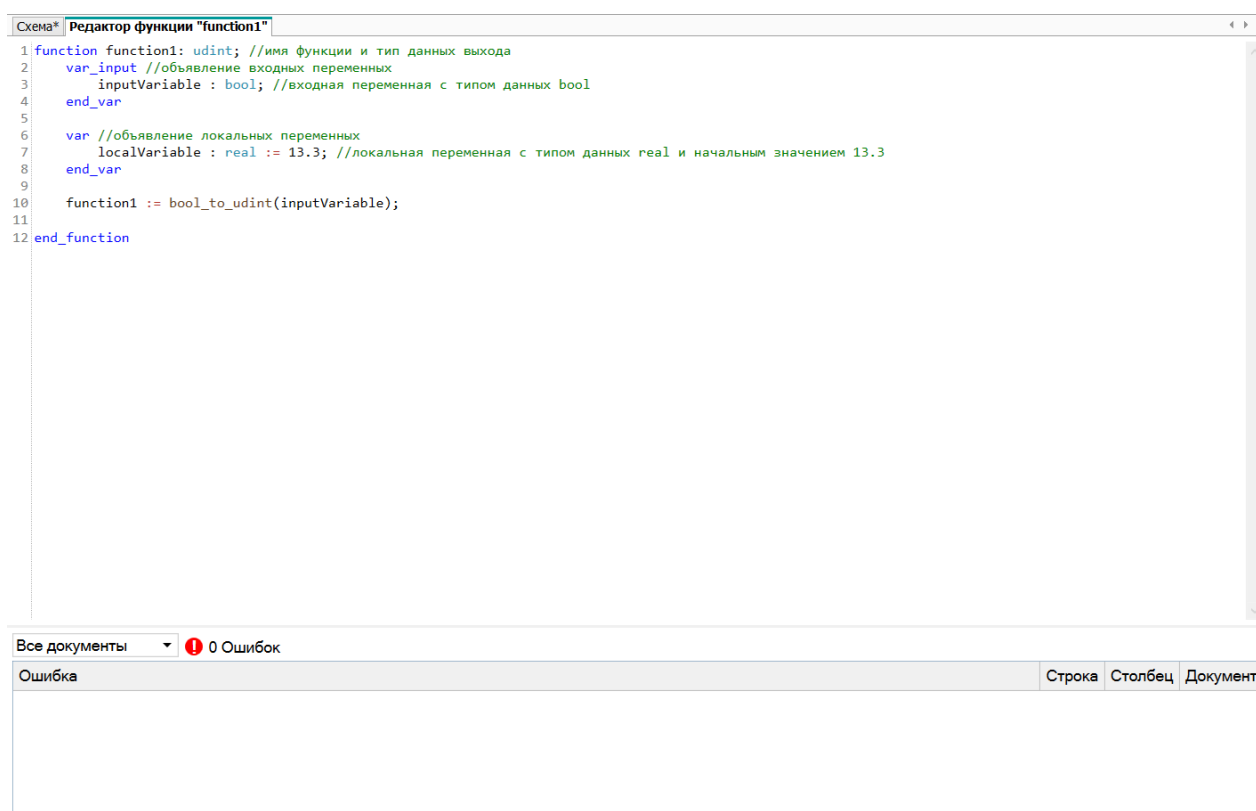 Схема* Редактор функции "function1"
1 function function1: udint; //имя функции и тип данных выхода
2 var_input //объявление входных переменных
3 inputVariable : bool; //входная переменная с типом данных bool
4 end_var
5
6 var //объявление локальных переменных
7 localVariable : real := 13.3; //локальная переменная с типом данных real и начальным значением 13.3
8 end_var
9
10 function1 := bool_to_udint(inputVariable);
11
12 end_function
Все документы 0 Ошибок
Ошибка Строка Столбец Документ